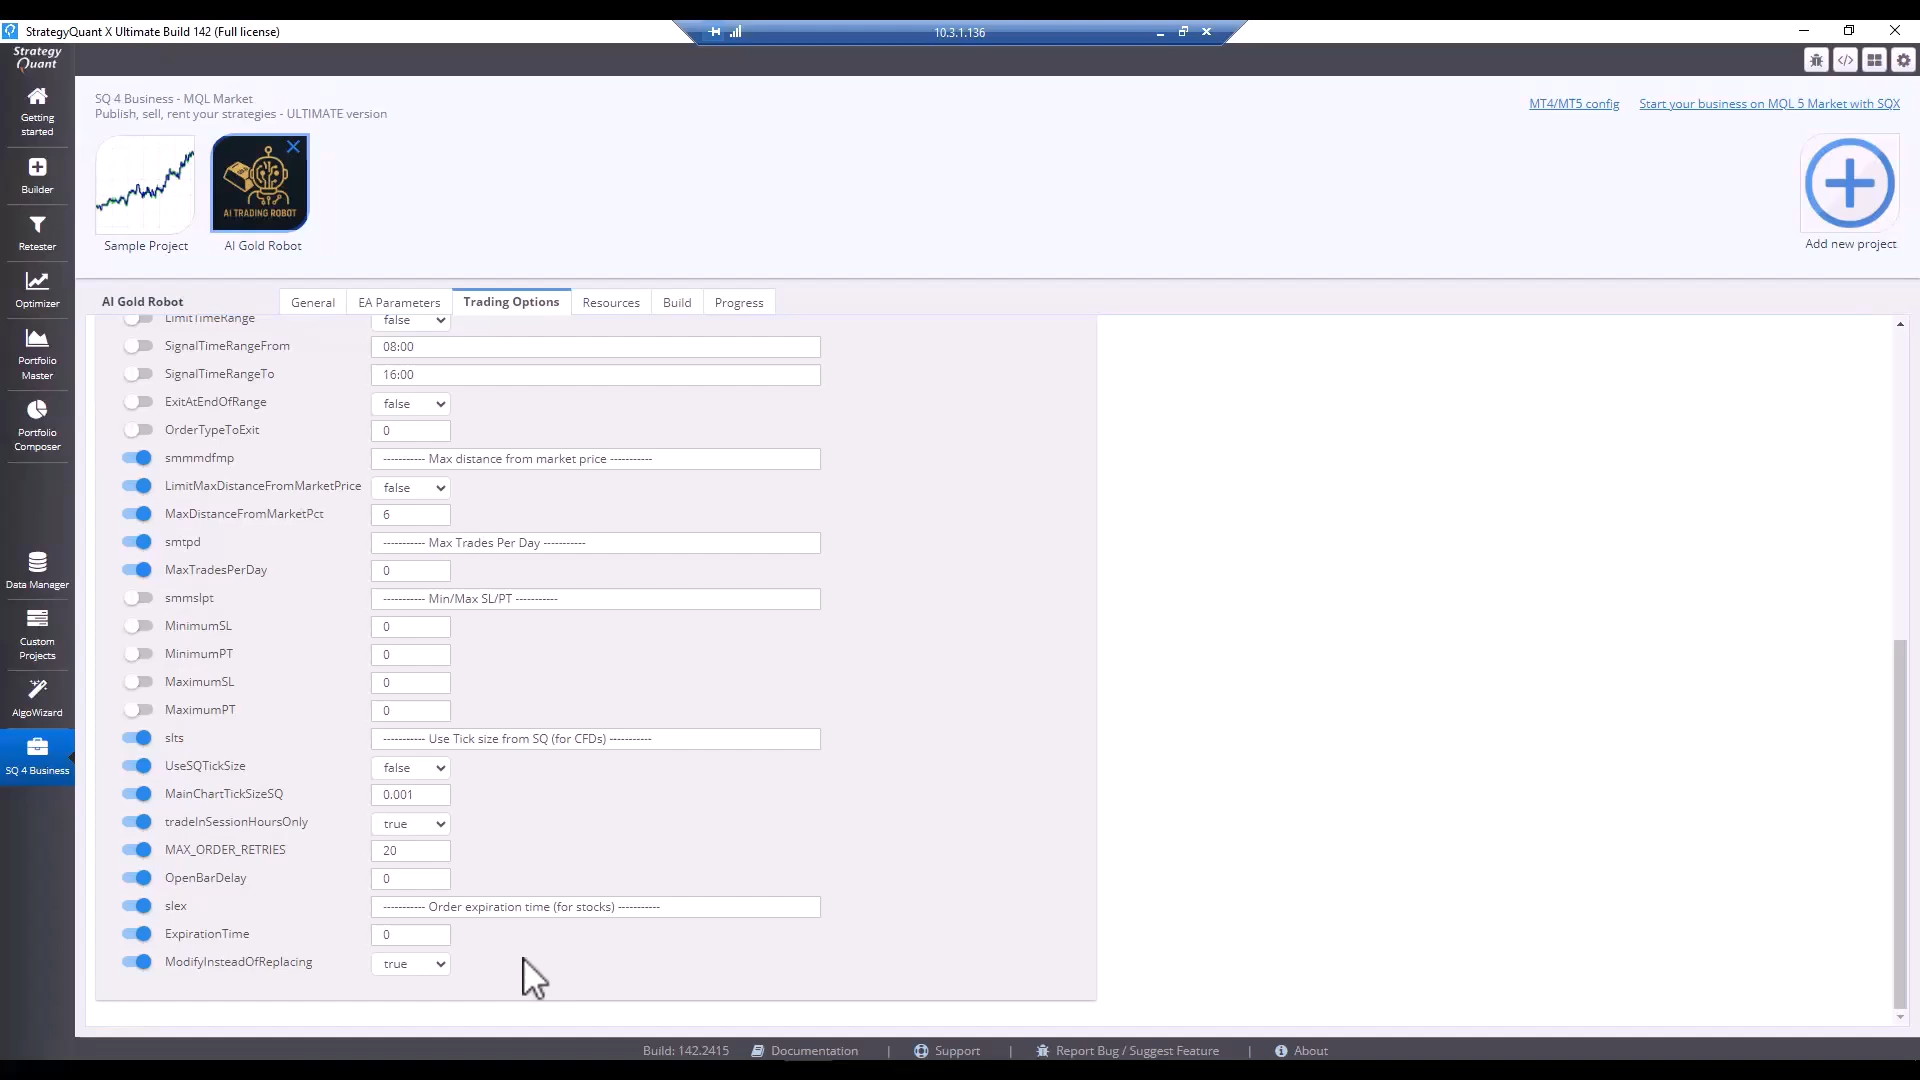 StrategyQuant X Ultimate Build 142 (Full license)
10.3.1.136
Strategy
Quant
Getting
started
Builder
Retester
Optimizer
Portfolio
Master
Portfolio
Composer
Data Manager
Custom
Projects
AlgoWizard
SQ 4 Business
SQ 4 Business - MQL Market
Publish, sell, rent your strategies - ULTIMATE version
MT4/MT5 config
Start your business on MQL 5 Market with SQX
AI TRADING ROBOT
Sample Project
AI Gold Robot
Add new project
AI Gold Robot
General
EA Parameters
Trading Options
Resources
Build
Progress
LimitTimeRange false
SignalTimeRangeFrom 08:00
SignalTimeRangeTo 16:00
ExitAtEndOfRange false
OrderTypeToExit 0
smmmdfmp ----------- Max distance from market price -----------
LimitMaxDistanceFromMarketPrice false
MaxDistanceFromMarketPct 6
smtpd ----------- Max Trades Per Day -----------
MaxTradesPerDay 0
smmslpt ----------- Min/Max SL/PT -----------
MinimumSL 0
MinimumPT 0
MaximumSL 0
MaximumPT 0
slts ----------- Use Tick size from SQ (for CFDs) -----------
UseSQTickSize false
MainChartTickSizeSQ 0.001
tradeInSessionHoursOnly true
MAX_ORDER_RETRIES 20
OpenBarDelay 0
slex ----------- Order expiration time (for stocks) -----------
ExpirationTime 0
ModifyInsteadOfReplacing true
Build: 142.2415 Documentation | Support | Report Bug / Suggest Feature | About